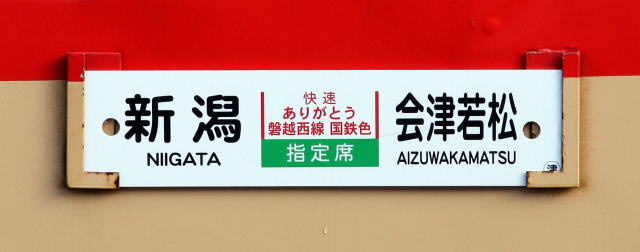 新潟
NIIGATA
快速
ありがとう
磐越西線 国鉄色
指定席
会津若松
AIZUWAKAMATSU
津